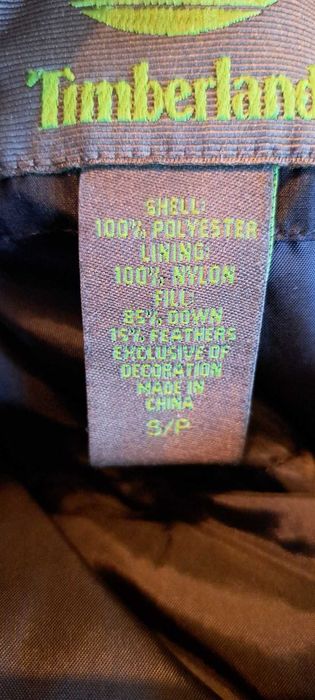 Timberland
SHELL:
100% POLYESTER
LINING:
100% NYLON
FILL:
85% DOWN
15% FEATHERS
EXCLUSIVE OF
DECORATION
MADE IN
CHINA
S/P